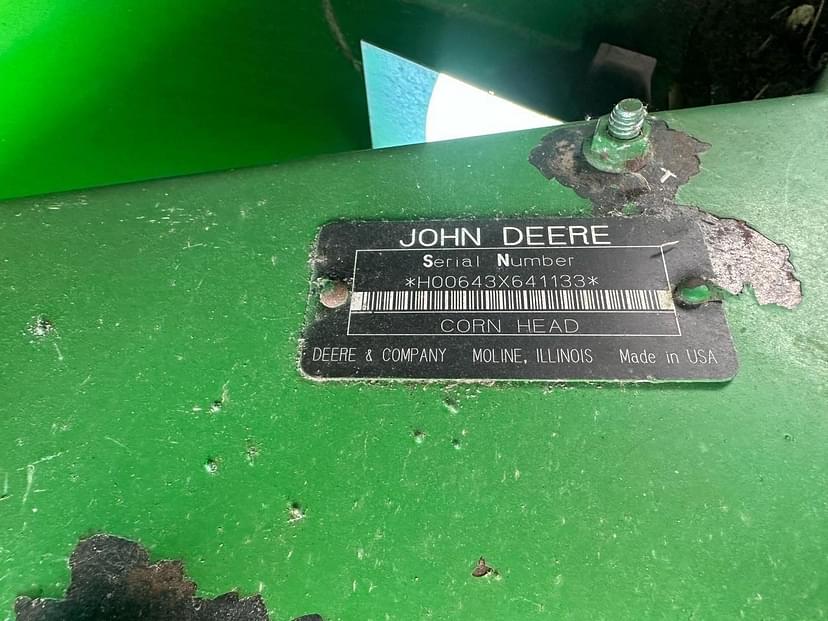 JOHN DEERE
Serial Number
*H00643X641133*
CORN HEAD
DEERE & COMPANY MOLINE, ILLINOIS Made in USA